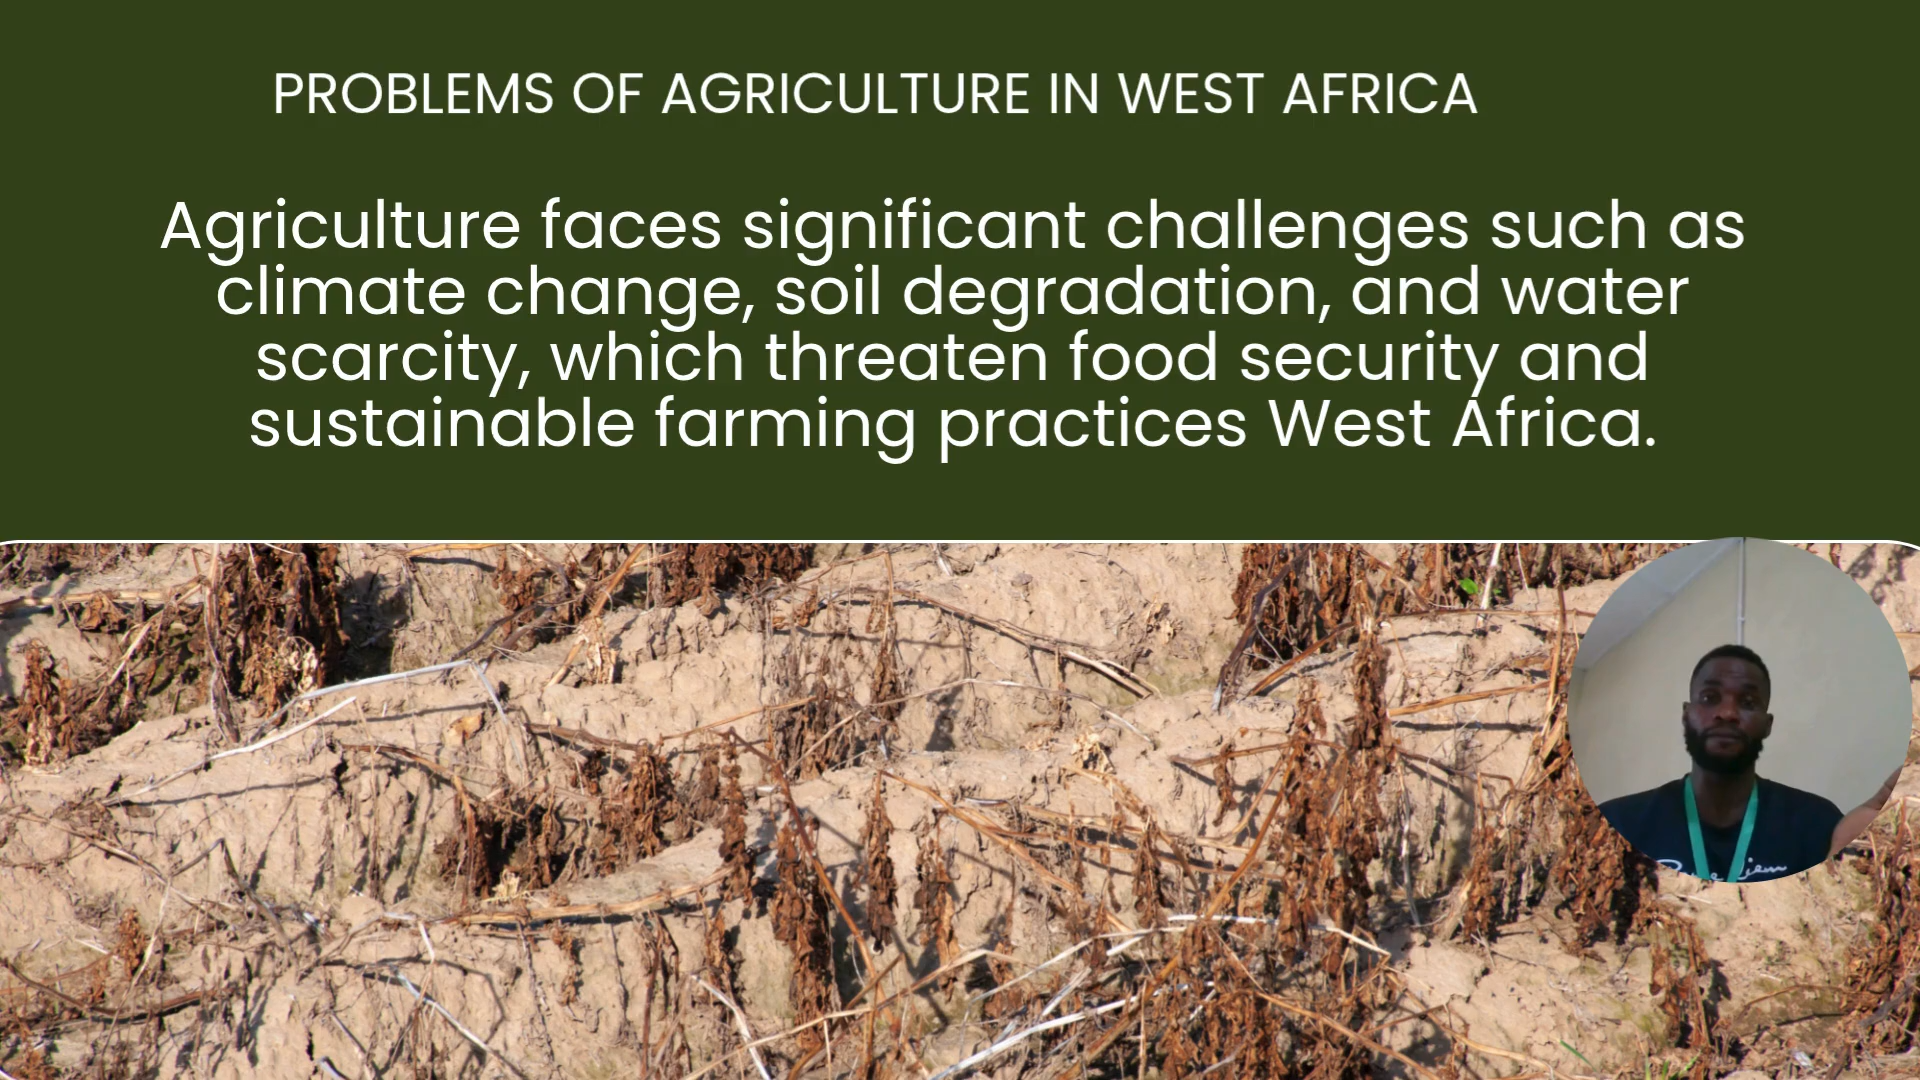 PROBLEMS OF AGRICULTURE IN WEST AFRICA
Agriculture faces significant challenges such as
climate change, soil degradation, and water
scarcity, which threaten food security and
sustainable farming practices West Africa.